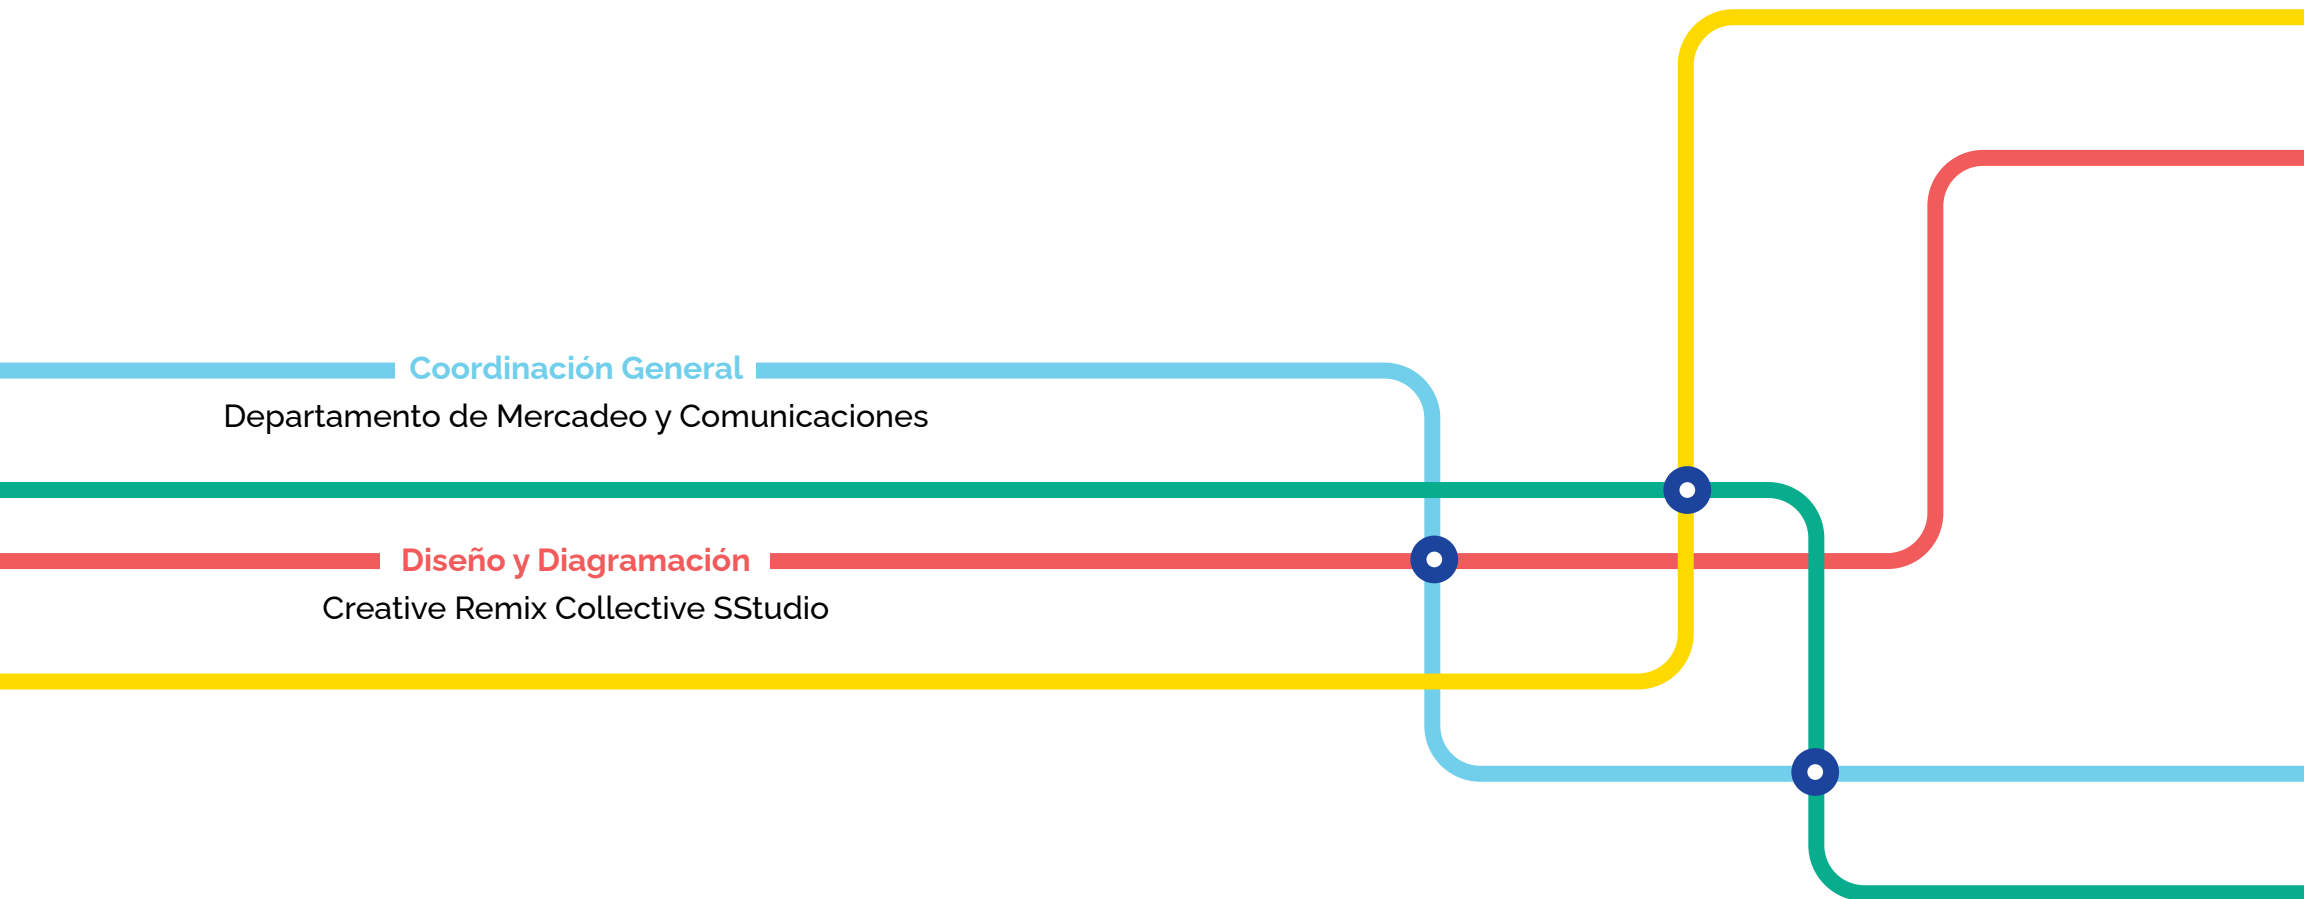 Coordinación General
Departamento de Mercadeo y Comunicaciones
Diseño y Diagramación
Creative Remix Collective SStudio